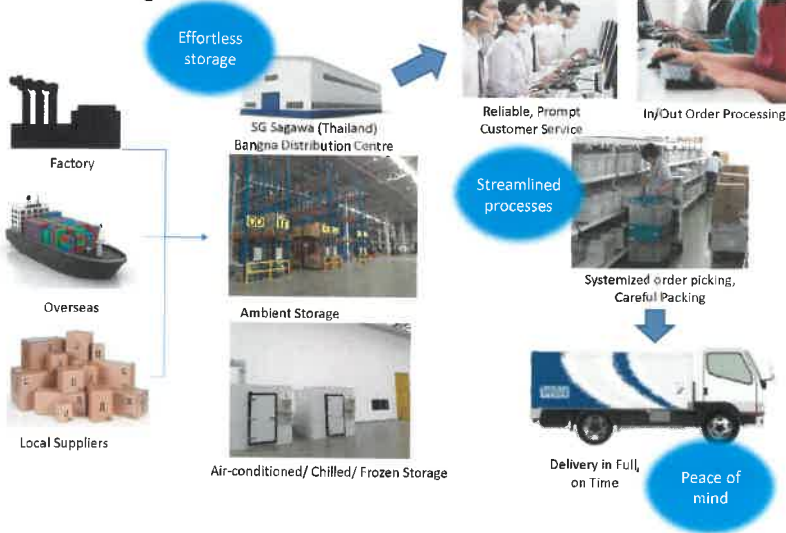 Effortless
storage
Factory
Overseas
Local Suppliers
SG Sagawa (Thailand)
Bangna Distribution Centre
Ambient Storage
Air-conditioned/ Chilled/ Frozen Storage
Reliable, Prompt
Customer Service
In/Out Order Processing
Streamlined
processes
Systemized order picking,
Careful Packing
Delivery in Full,
on Time
Peace of
mind